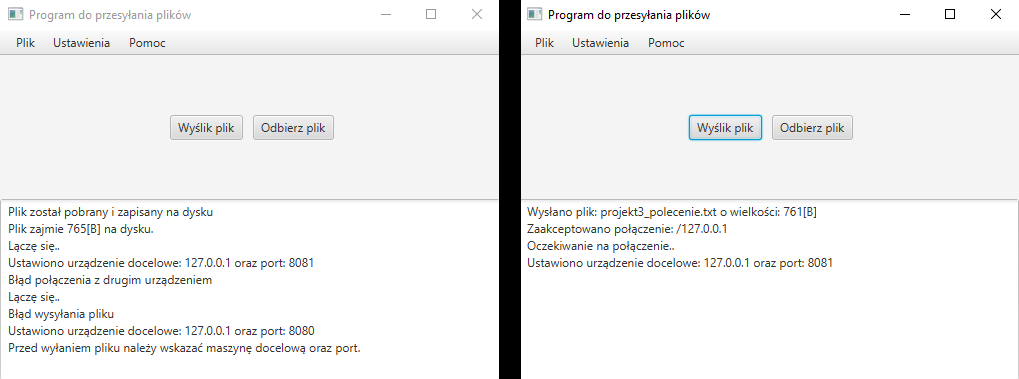 Program do przesyłania plików
Plik Ustawienia Pomoc
Wyślik plik Odbierz plik
Plik został pobrany i zapisany na dysku
Plik zajmie 765[B] na dysku.
Łączę się..
Ustawiono urządzenie docelowe: 127.0.0.1 oraz port: 8081
Błąd połączenia z drugim urządzeniem
Łączę się..
Błąd wysyłania pliku
Ustawiono urządzenie docelowe: 127.0.0.1 oraz port: 8080
Przed wyłaniem pliku należy wskazać maszynę docelową oraz port.
Program do przesyłania plików
Plik Ustawienia Pomoc
Wyślik plik Odbierz plik
Wysłano plik: projekt3_polecenie.txt o wielkości: 761[B]
Zaakceptowano połączenie: /127.0.0.1
Oczekiwanie na połączenie..
Ustawiono urządzenie docelowe: 127.0.0.1 oraz port: 8081